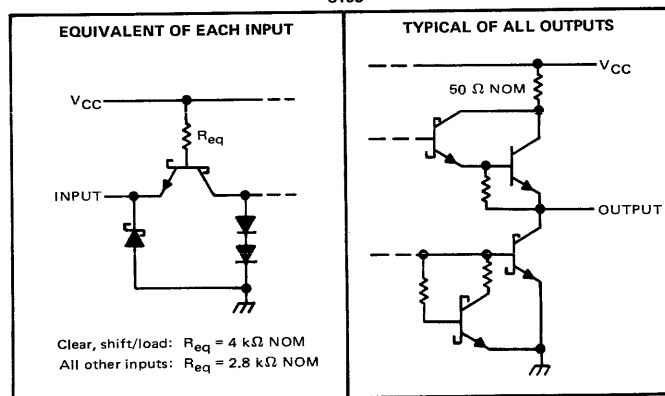 EQUIVALENT OF EACH INPUT
VCC
Req
INPUT
Clear, shift/load: Req = 4 kΩ NOM
All other inputs: Req = 2.8 kΩ NOM
TYPICAL OF ALL OUTPUTS
VCC
50 Ω NOM
OUTPUT